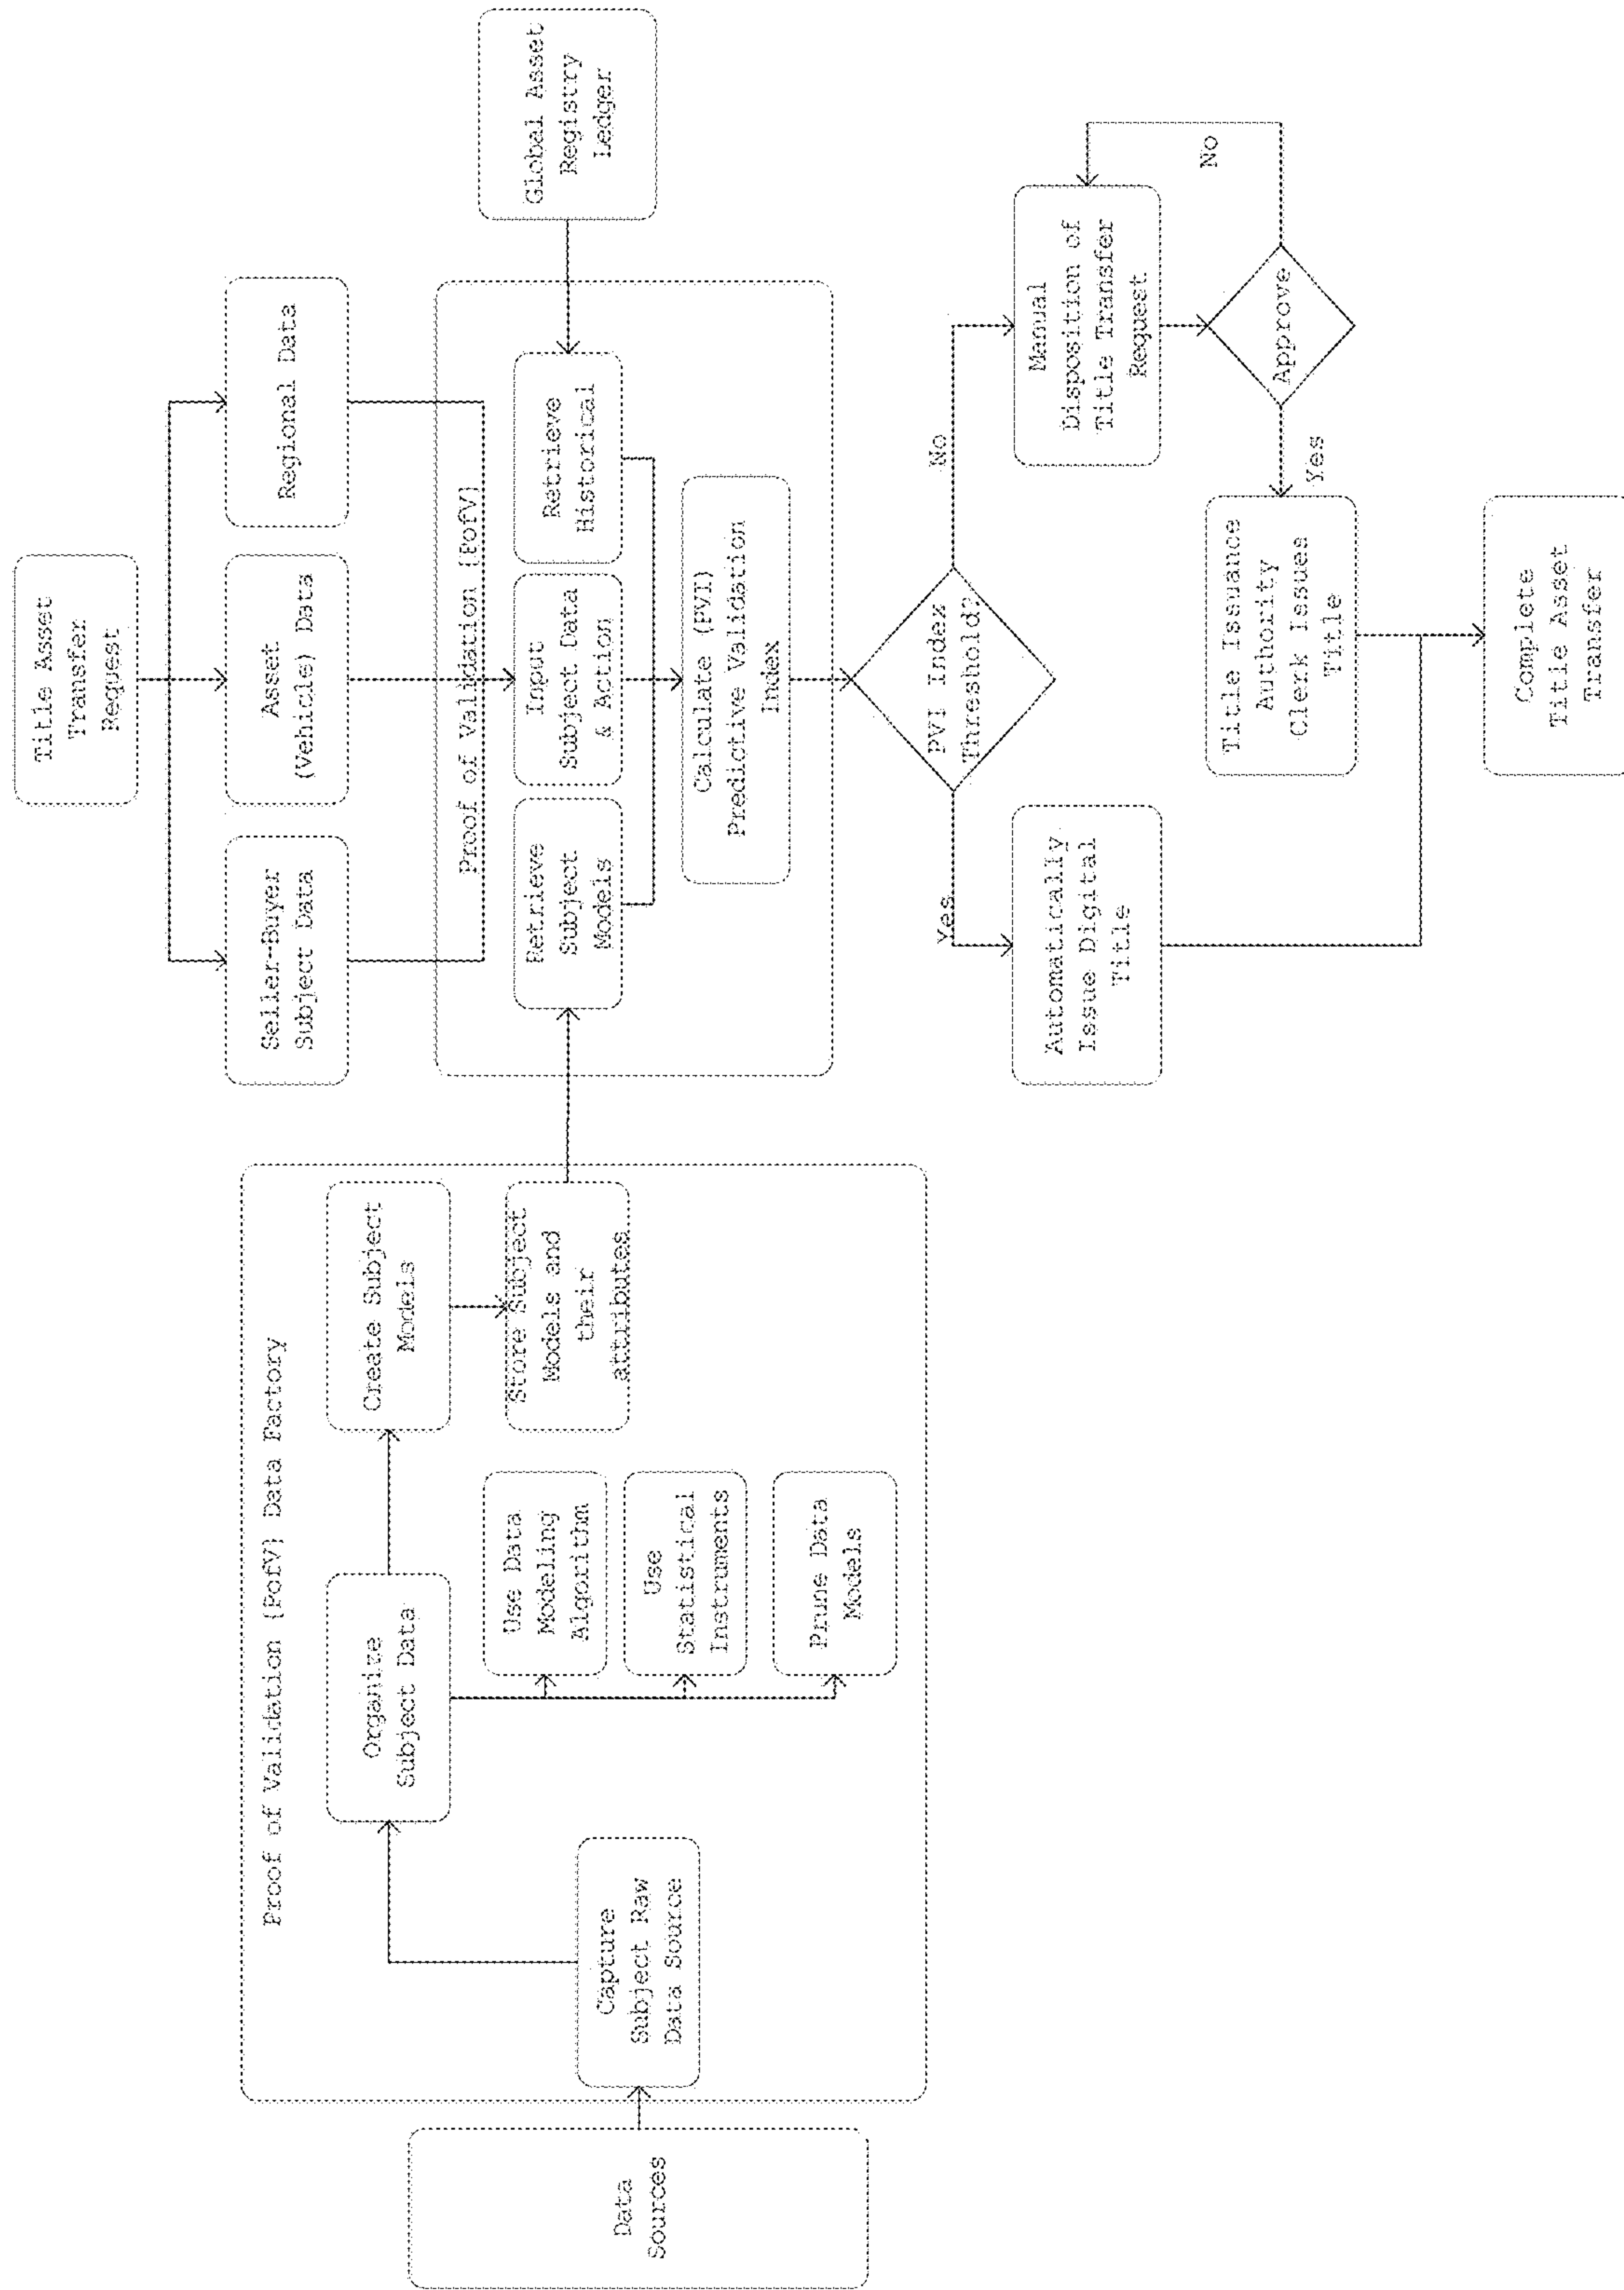 Title Asset
Transfer
Request
Seller-Buyer
Subject Data
Asset
(Vehicle) Data
Regional Data
Proof of Validation (PofV)
Retrieve
Subject
Models
Input
Subject Data
& Action
Retrieve
Historical
Global Asset
Registry
Ledger
Calculate (PVI)
Predictive Validation
Index
PVI Index
Threshold?
Yes
No
Automatically
Issue Digital
Title
Manual
Disposition of
Title Transfer
Request
Approve
No
Yes
Title Issuance
Authority
Clerk Issues
Title
Complete
Title Asset
Transfer
Proof of Validation (PofV) Data Factory
Data
Sources
Capture
Subject Raw
Data Source
Organize
Subject Data
Use Data
Modeling
Algorithm
Use
Statistical
Instruments
Prune Data
Models
Create Subject
Models
Store Subject
Models and
their
attributes